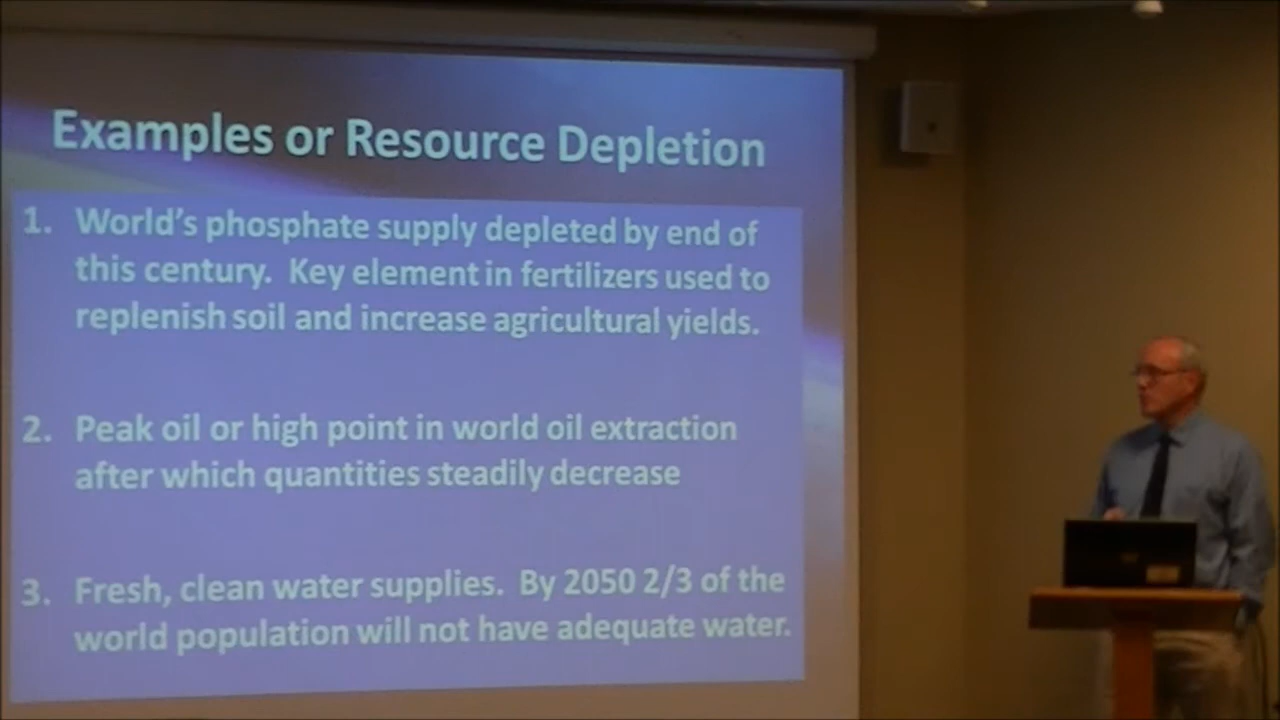 Examples or Resource Depletion
1. World's phosphate supply depleted by end of
this century. Key element in fertilizers used to
replenish soil and increase agricultural yields.
2. Peak oil or high point in world oil extraction
after which quantities steadily decrease
3. Fresh, clean water supplies. By 2050 2/3 of the
world population will not have adequate water.